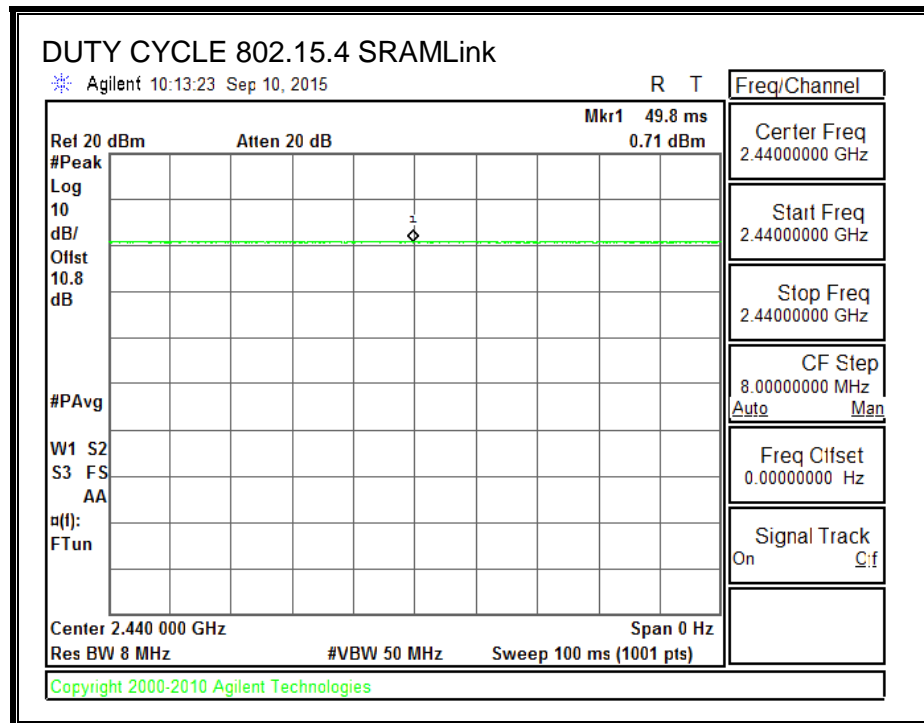 DUTY CYCLE 802.15.4 SRAMLink
Agilent 10:13:23 Sep 10, 2015
R T
Freq/Channel
Mkr1 49.8 ms
Ref 20 dBm Atten 20 dB 0.71 dBm
#Peak
Log
10
dB/
Offst
10.8
dB
1
#PAvg
W1 S2
S3 FS
AA
¤(f):
FTun
Center 2.440 000 GHz Span 0 Hz
Res BW 8 MHz #VBW 50 MHz Sweep 100 ms (1001 pts)
Center Freq
2.44000000 GHz
Start Freq
2.44000000 GHz
Stop Freq
2.44000000 GHz
CF Step
8.00000000 MHz
Auto Man
Freq Offset
0.00000000 Hz
Signal Track
On Off
Copyright 2000-2010 Agilent Technologies